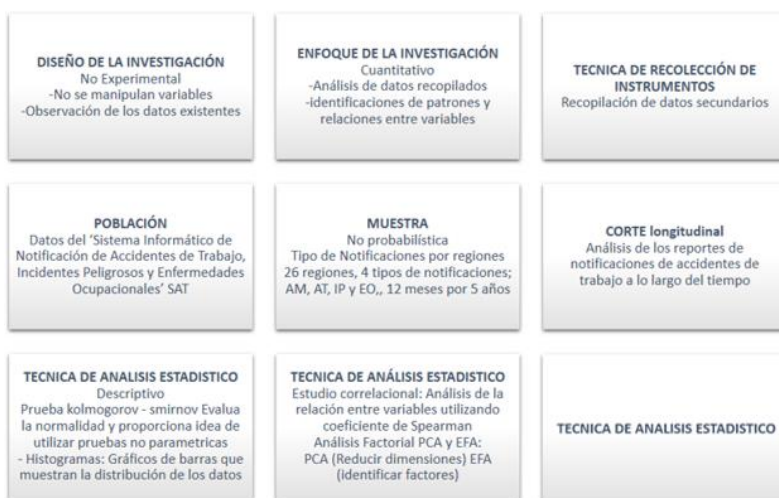 DISEÑO DE LA INVESTIGACIÓN
No Experimental
-No se manipulan variables
-Observación de los datos existentes
ENFOQUE DE LA INVESTIGACIÓN
Cuantitativo
-Análisis de datos recopilados
-identificaciones de patrones y
relaciones entre variables
TECNICA DE RECOLECCIÓN DE
INSTRUMENTOS
Recopilación de datos secundarios
POBLACIÓN
Datos del 'Sistema Informático de
Notificación de Accidentes de Trabajo,
Incidentes Peligrosos y Enfermedades
Ocupacionales' SAT
MUESTRA
No probabilística
Tipo de Notificaciones por regiones
26 regiones, 4 tipos de notificaciones;
AM, AT, IP y EO,, 12 meses por 5 años
CORTE longitudinal
Análisis de los reportes de
notificaciones de accidentes de
trabajo a lo largo del tiempo
TECNICA DE ANALISIS ESTADISTICO
Descriptivo
Prueba kolmogorov - smirnov Evalua
la normalidad y proporciona idea de
utilizar pruebas no parametricas
- Histogramas: Gráficos de barras que
muestran la distribución de los datos
TECNICA DE ANÁLISIS ESTADISTICO
Estudio correlacional: Análisis de la
relación entre variables utilizando
coeficiente de Spearman
Análisis Factorial PCA y EFA:
PCA (Reducir dimensiones) EFA
(identificar factores)
TECNICA DE ANALISIS ESTADISTICO